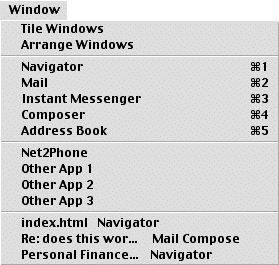 Window
Tile Windows
Arrange Windows
Navigator ⌘1
Mail ⌘2
Instant Messenger ⌘3
Composer ⌘4
Address Book ⌘5
Net2Phone
Other App 1
Other App 2
Other App 3
index.html Navigator
Re: does this wor... Mail Compose
Personal Finance... Navigator